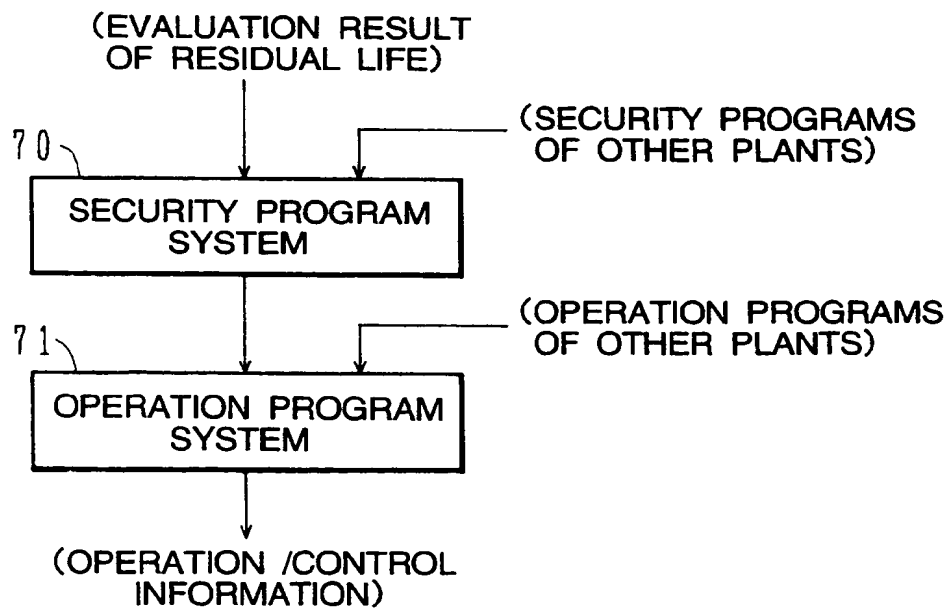 (EVALUATION RESULT
OF RESIDUAL LIFE)
(SECURITY PROGRAMS
OF OTHER PLANTS)
70
SECURITY PROGRAM
SYSTEM
(OPERATION PROGRAMS
OF OTHER PLANTS)
71
OPERATION PROGRAM
SYSTEM
(OPERATION /CONTROL
INFORMATION)